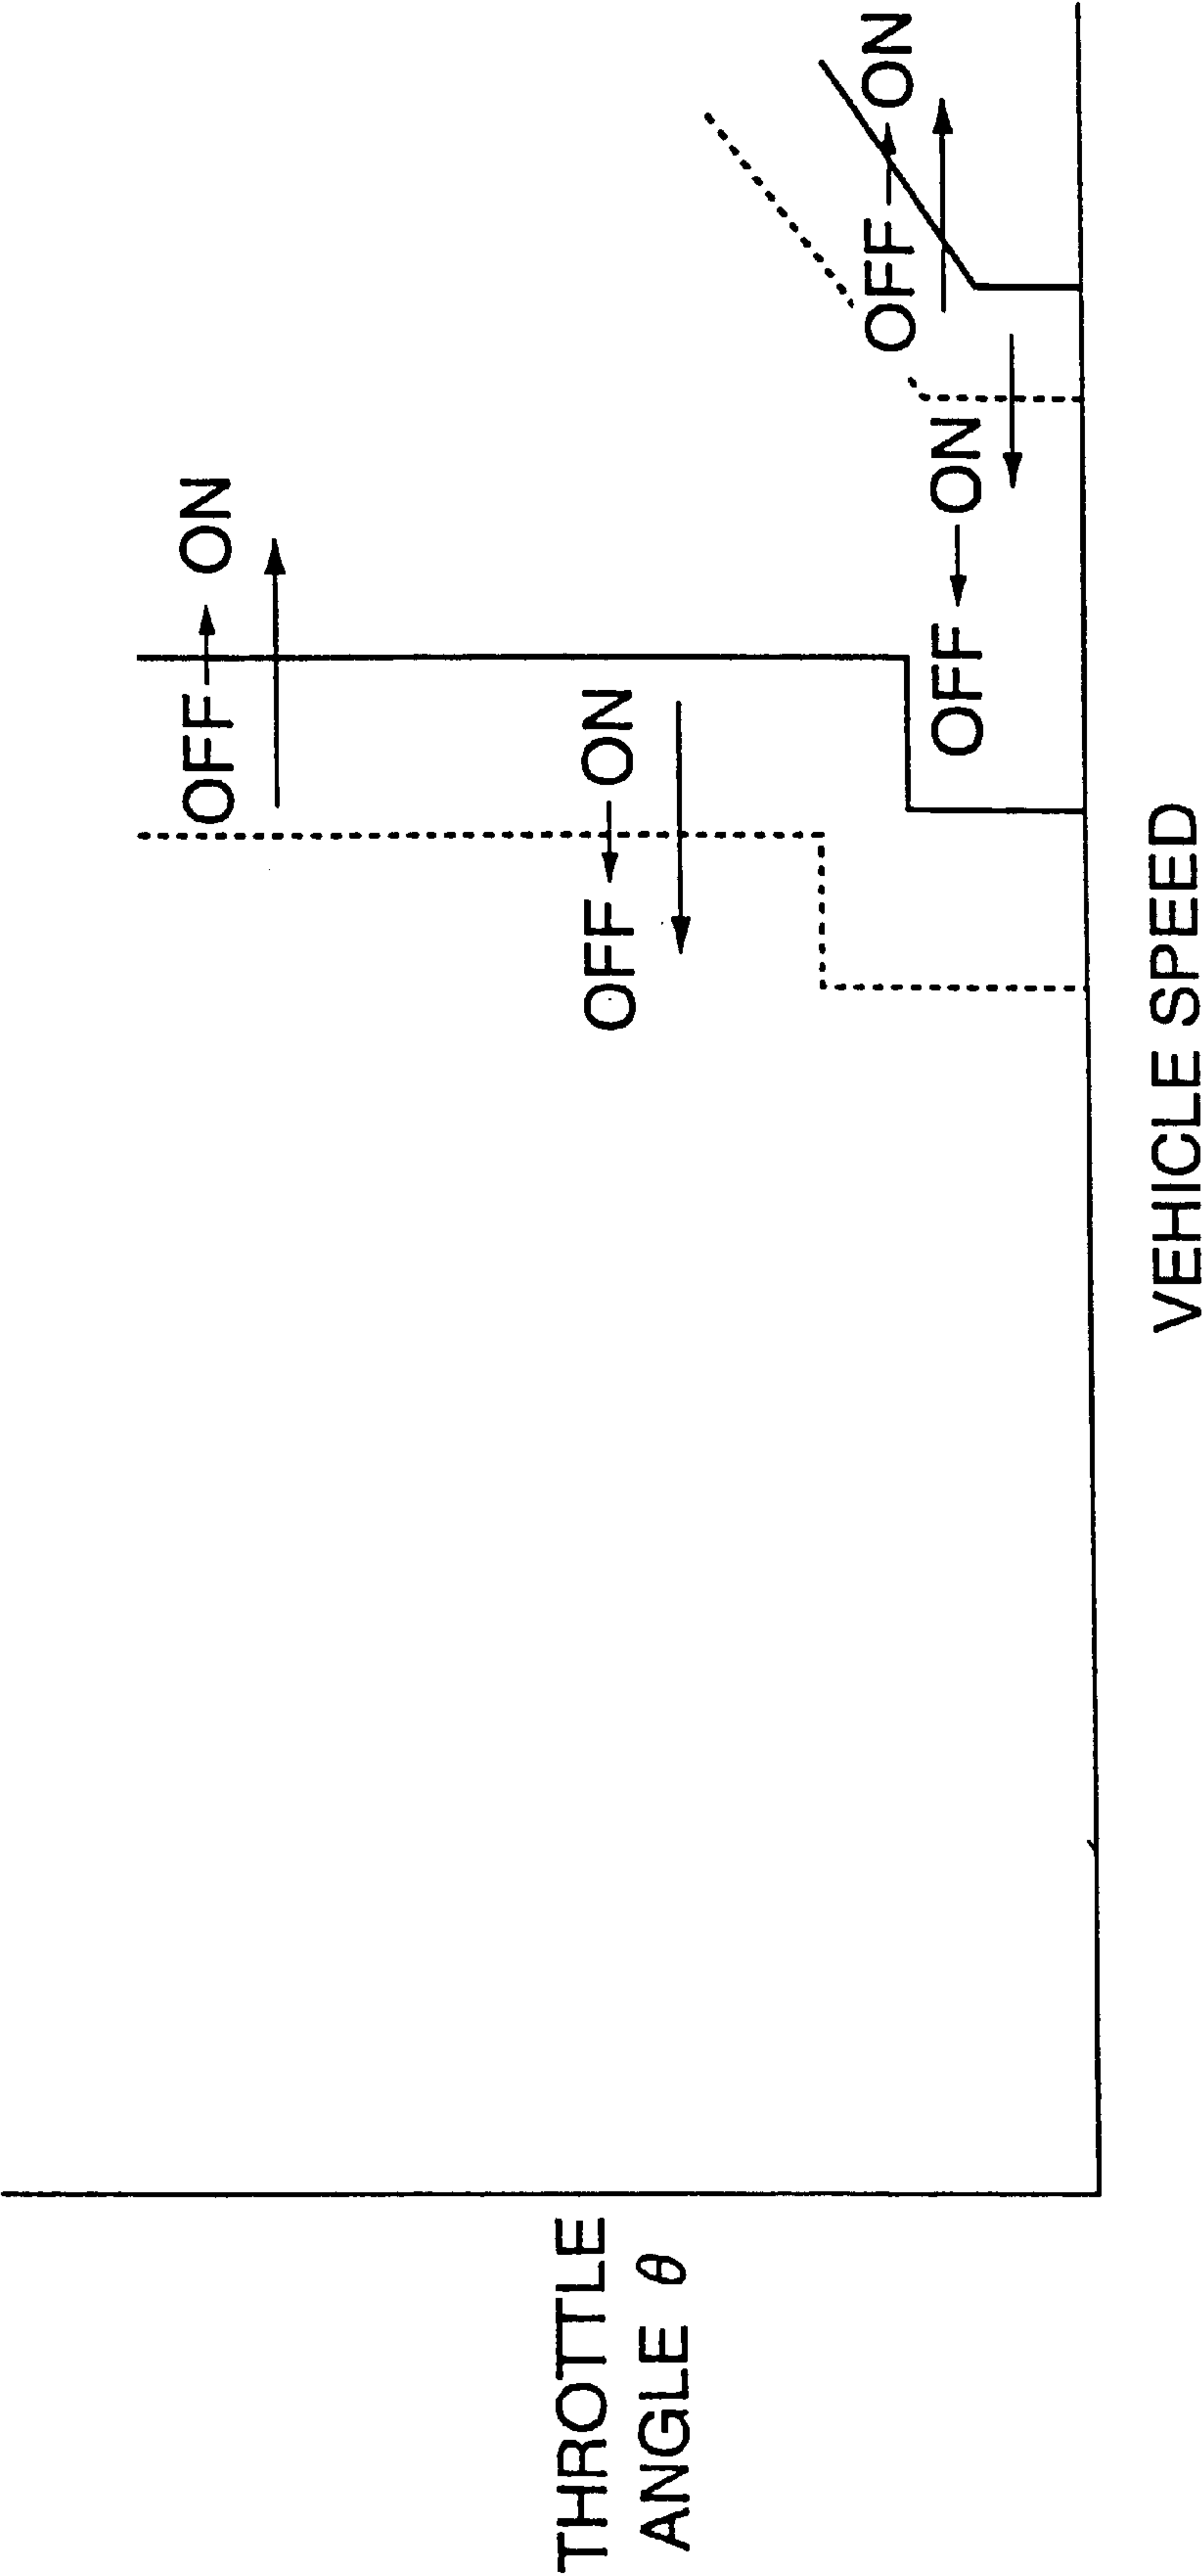 OFF → ON
OFF ← ON
OFF → ON
OFF ← ON
THROTTLE
ANGLE θ
VEHICLE SPEED